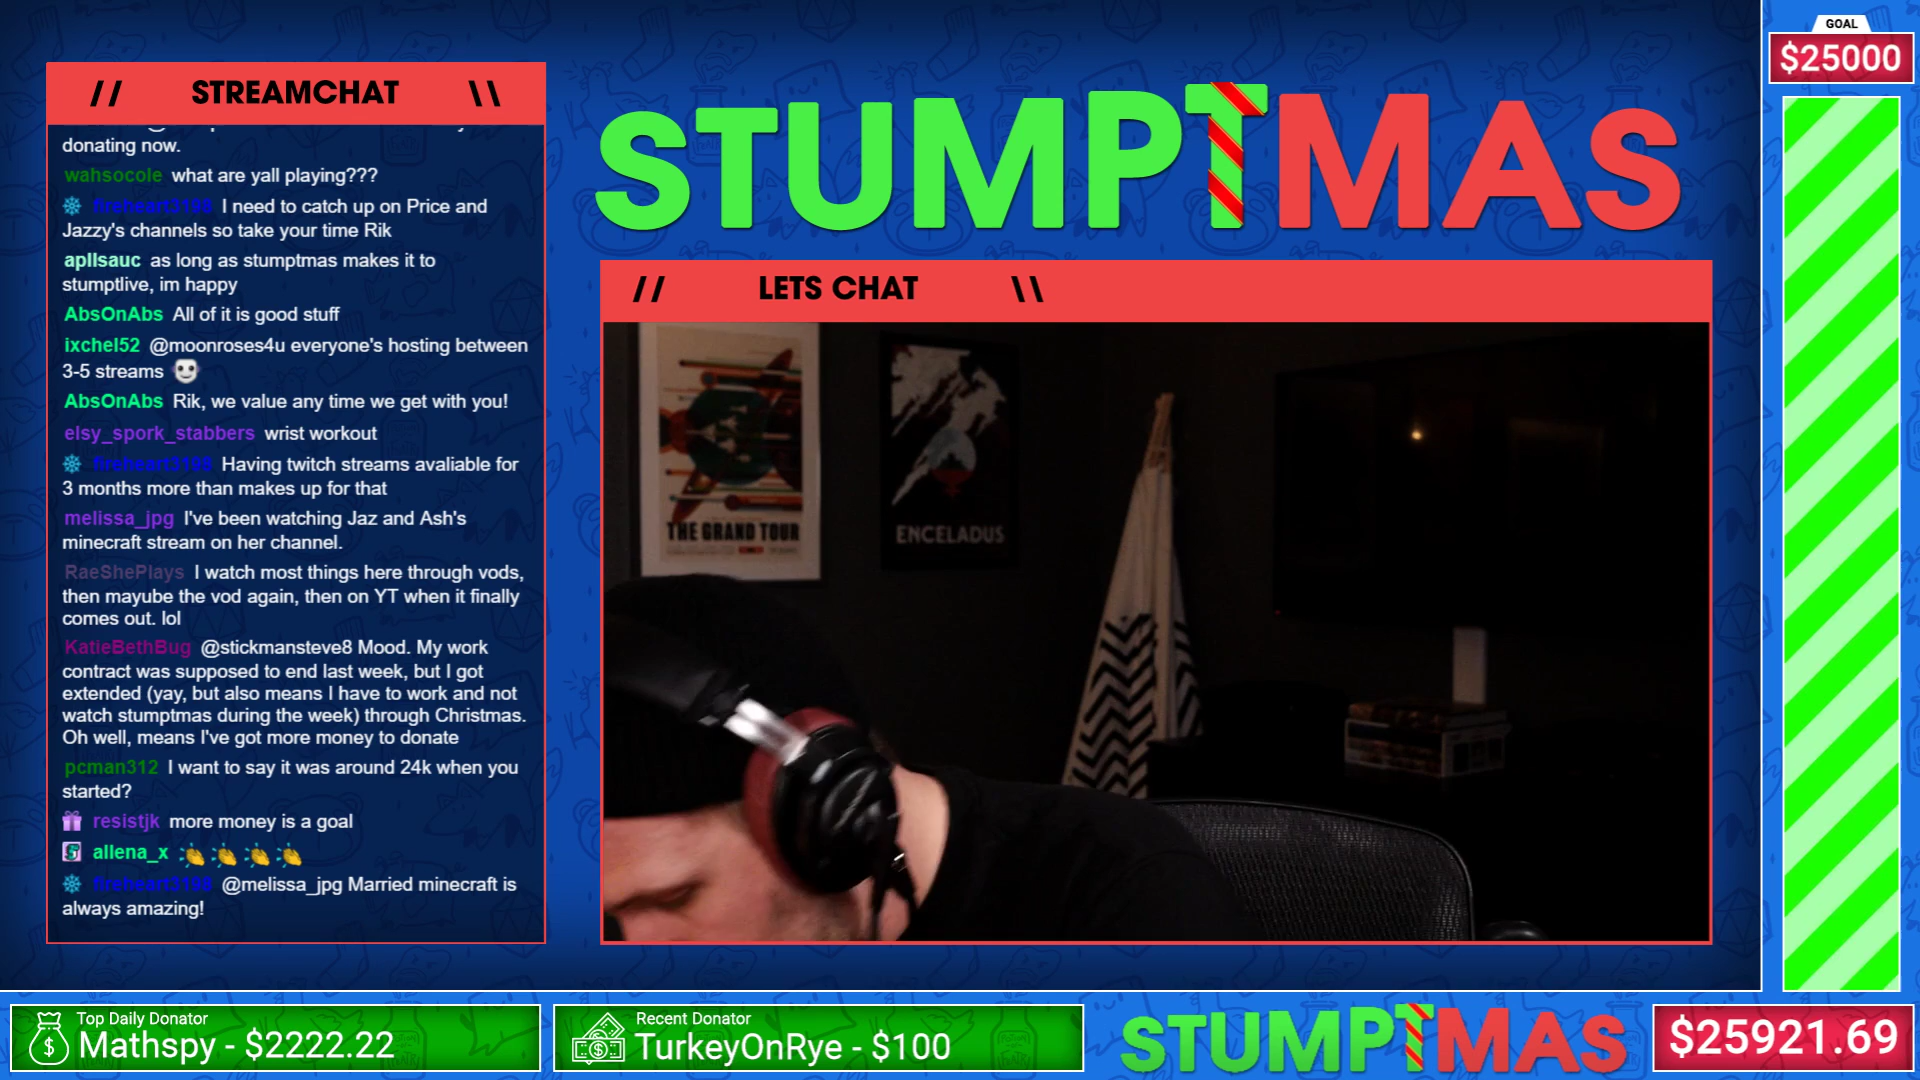 // STREAMCHAT \\
donating now.
wahsocole what are yall playing???
fireheart3198 I need to catch up on Price and
Jazzy's channels so take your time Rik
apllsauc as long as stumptmas makes it to
stumptlive, im happy
AbsOnAbs All of it is good stuff
ixchel52 @moonroses4u everyone's hosting between
3-5 streams
AbsOnAbs Rik, we value any time we get with you!
elsy_spork_stabbers wrist workout
fireheart3198 Having twitch streams avaliable for
3 months more than makes up for that
melissa_jpg I've been watching Jaz and Ash's
minecraft stream on her channel.
RaeShePlays I watch most things here through vods,
then mayube the vod again, then on YT when it finally
comes out. lol
KatieBethBug @stickmansteve8 Mood. My work
contract was supposed to end last week, but I got
extended (yay, but also means I have to work and not
watch stumptmas during the week) through Christmas.
Oh well, means I've got more money to donate
pcman312 I want to say it was around 24k when you
started?
resistjk more money is a goal
allena_x
fireheart3198 @melissa_jpg Married minecraft is
always amazing!
STUMPTMAS
// LETS CHAT \\
THE GRAND TOUR
ENCELADUS
GOAL
$25000
Top Daily Donator
Mathspy - $2222.22
Recent Donator
TurkeyOnRye - $100
STUMPTMAS
$25921.69